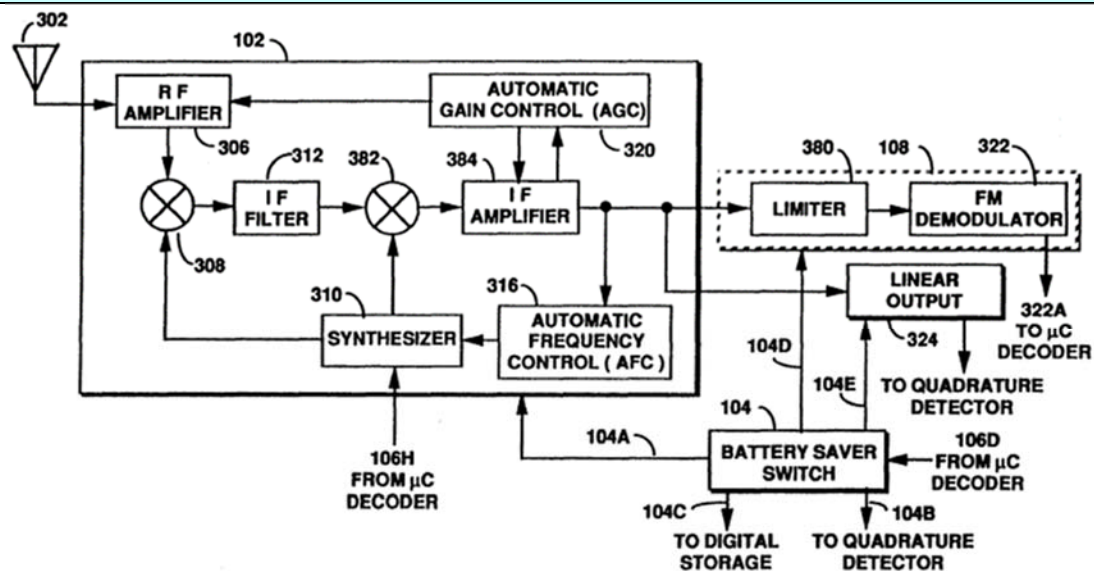 302
102
R F
AMPLIFIER
306
AUTOMATIC
GAIN CONTROL (AGC)
320
312
382
384
380
108
322
I F
FILTER
I F
AMPLIFIER
LIMITER
FM
DEMODULATOR
308
310
SYNTHESIZER
316
AUTOMATIC
FREQUENCY
CONTROL ( AFC )
LINEAR
OUTPUT
324
322A
TO μC
DECODER
104D
104E
TO QUADRATURE
DETECTOR
104
104A
BATTERY SAVER
SWITCH
106H
FROM μC
DECODER
106D
FROM μC
DECODER
104C
104B
TO DIGITAL
STORAGE
TO QUADRATURE
DETECTOR